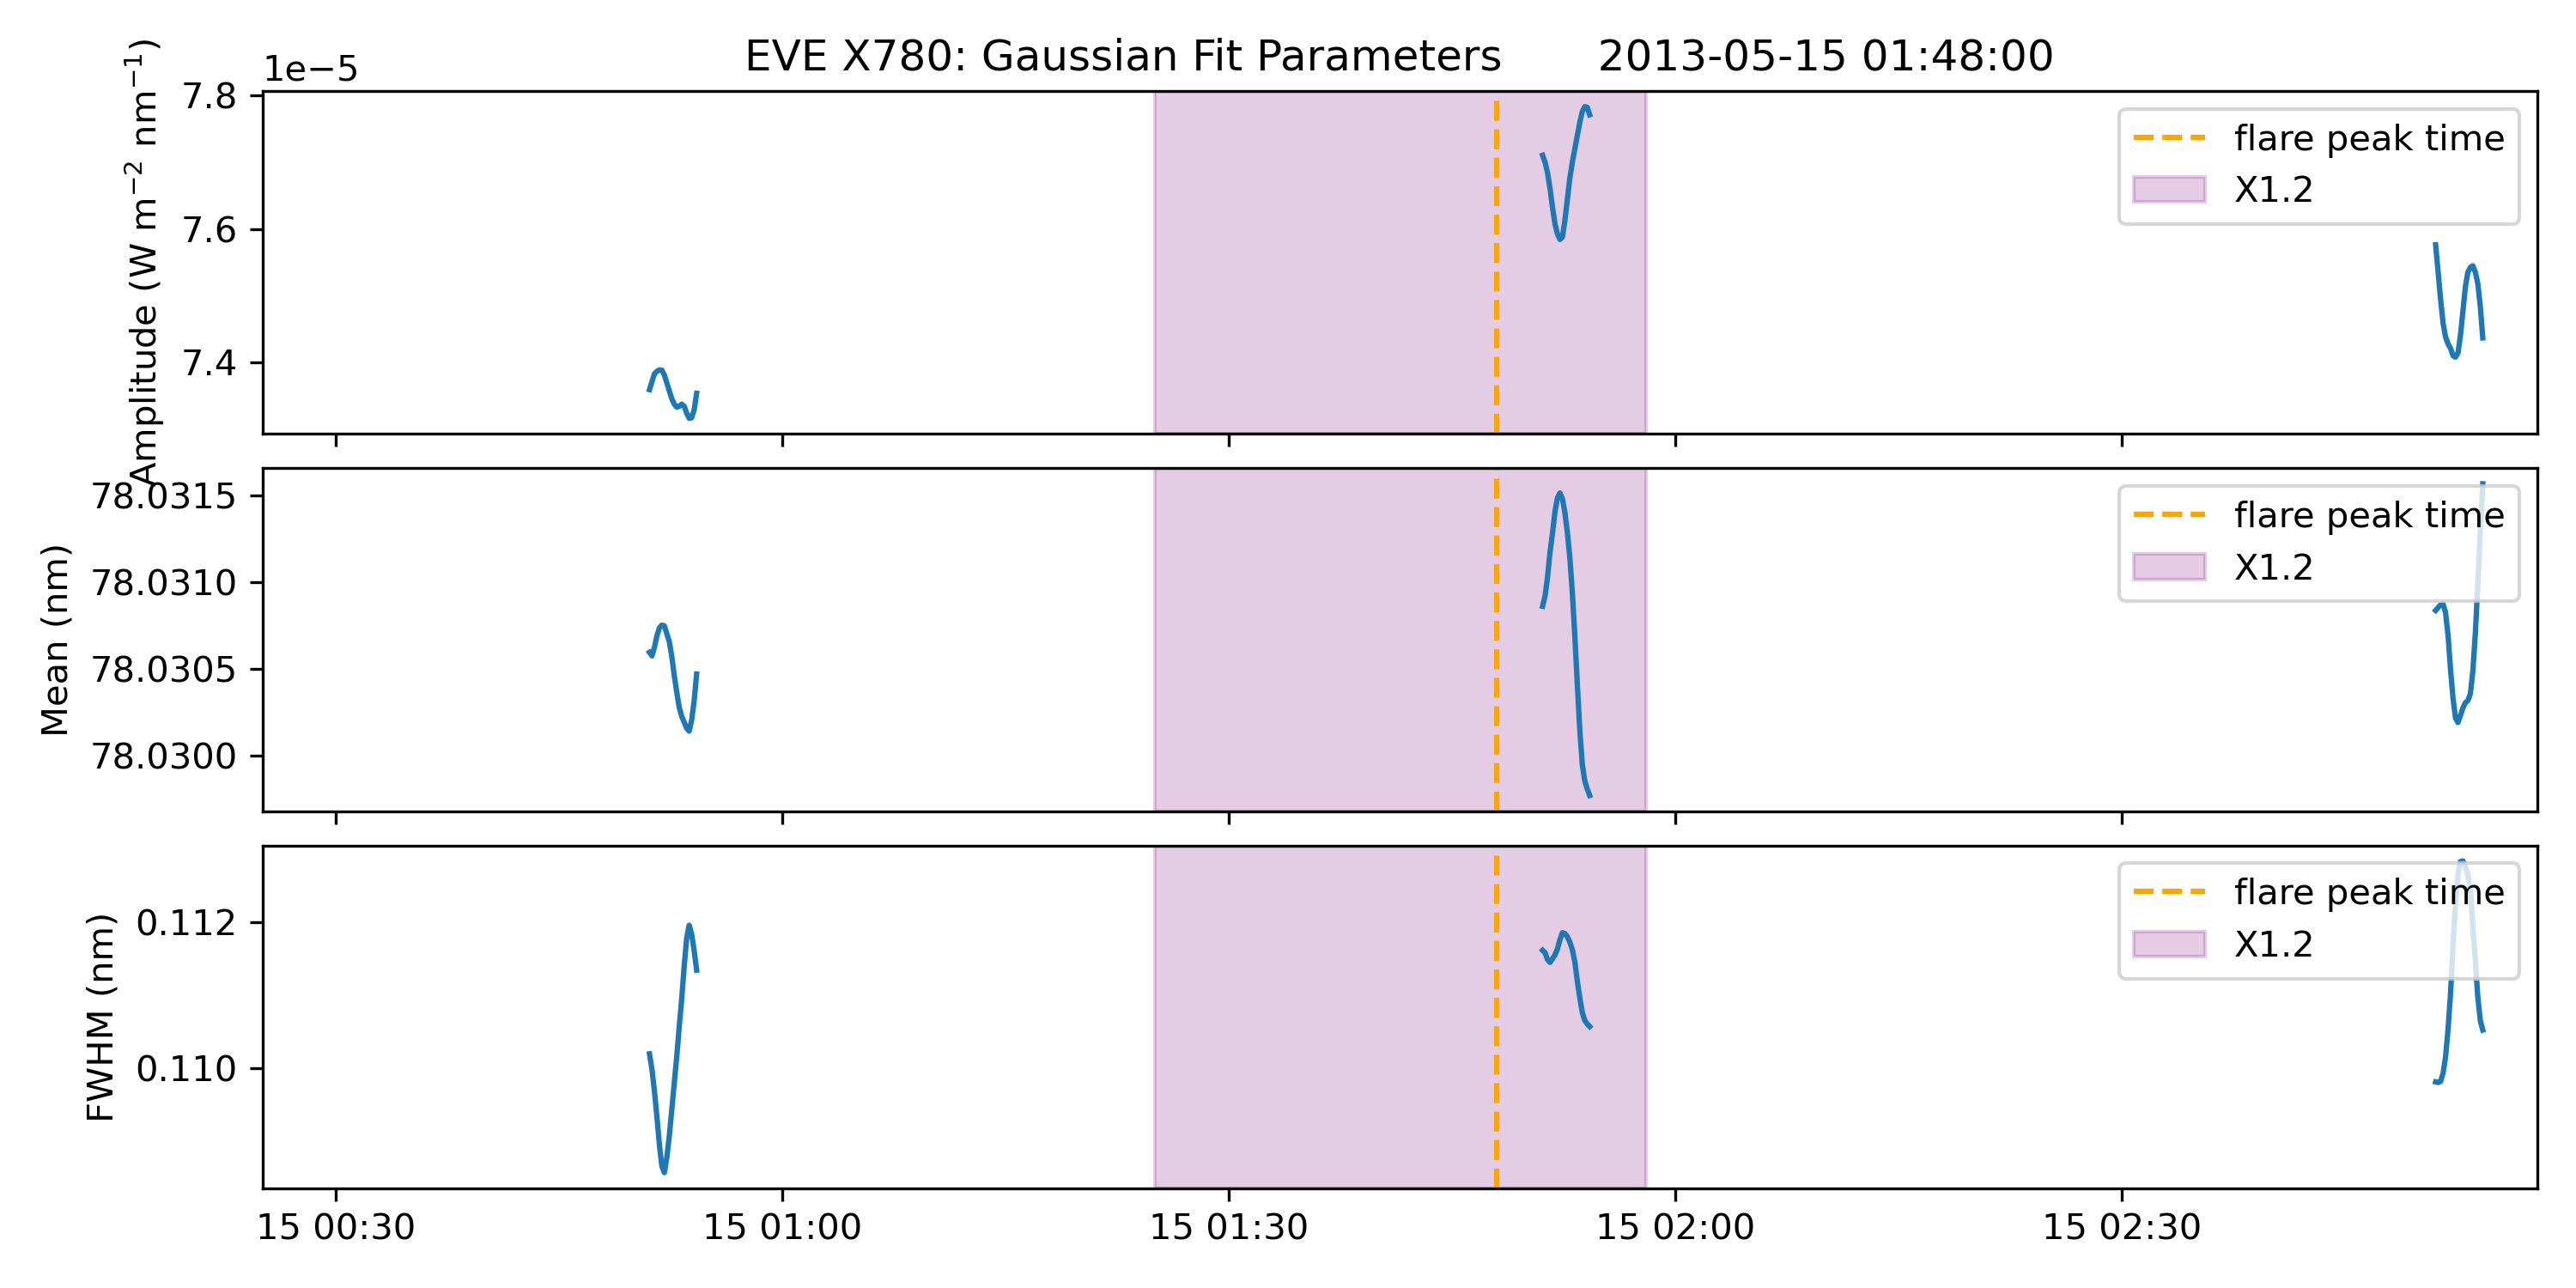 EVE X780: Gaussian Fit Parameters 2013-05-15 01:48:00
1e−5
Amplitude (W m⁻² nm⁻¹)
7.8
7.6
7.4
flare peak time
X1.2
Mean (nm)
78.0315
78.0310
78.0305
78.0300
flare peak time
X1.2
FWHM (nm)
0.112
0.110
flare peak time
X1.2
15 00:30 15 01:00 15 01:30 15 02:00 15 02:30